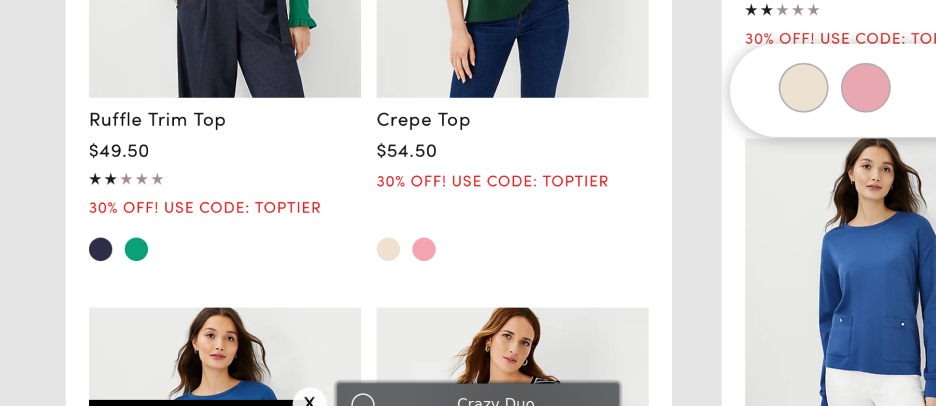 Ruffle Trim Top
$49.50
30% OFF! USE CODE: TOPTIER
Crepe Top
$54.50
30% OFF! USE CODE: TOPTIER
30% OFF! USE CODE:
X
Crazy Duo